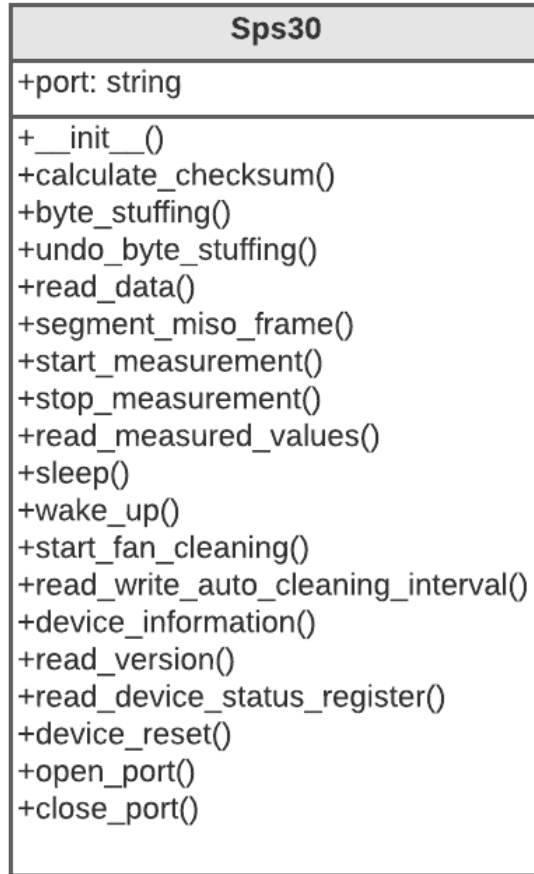 Sps30
+port: string
+__init__()
+calculate_checksum()
+byte_stuffing()
+undo_byte_stuffing()
+read_data()
+segment_miso_frame()
+start_measurement()
+stop_measurement()
+read_measured_values()
+sleep()
+wake_up()
+start_fan_cleaning()
+read_write_auto_cleaning_interval()
+device_information()
+read_version()
+read_device_status_register()
+device_reset()
+open_port()
+close_port()